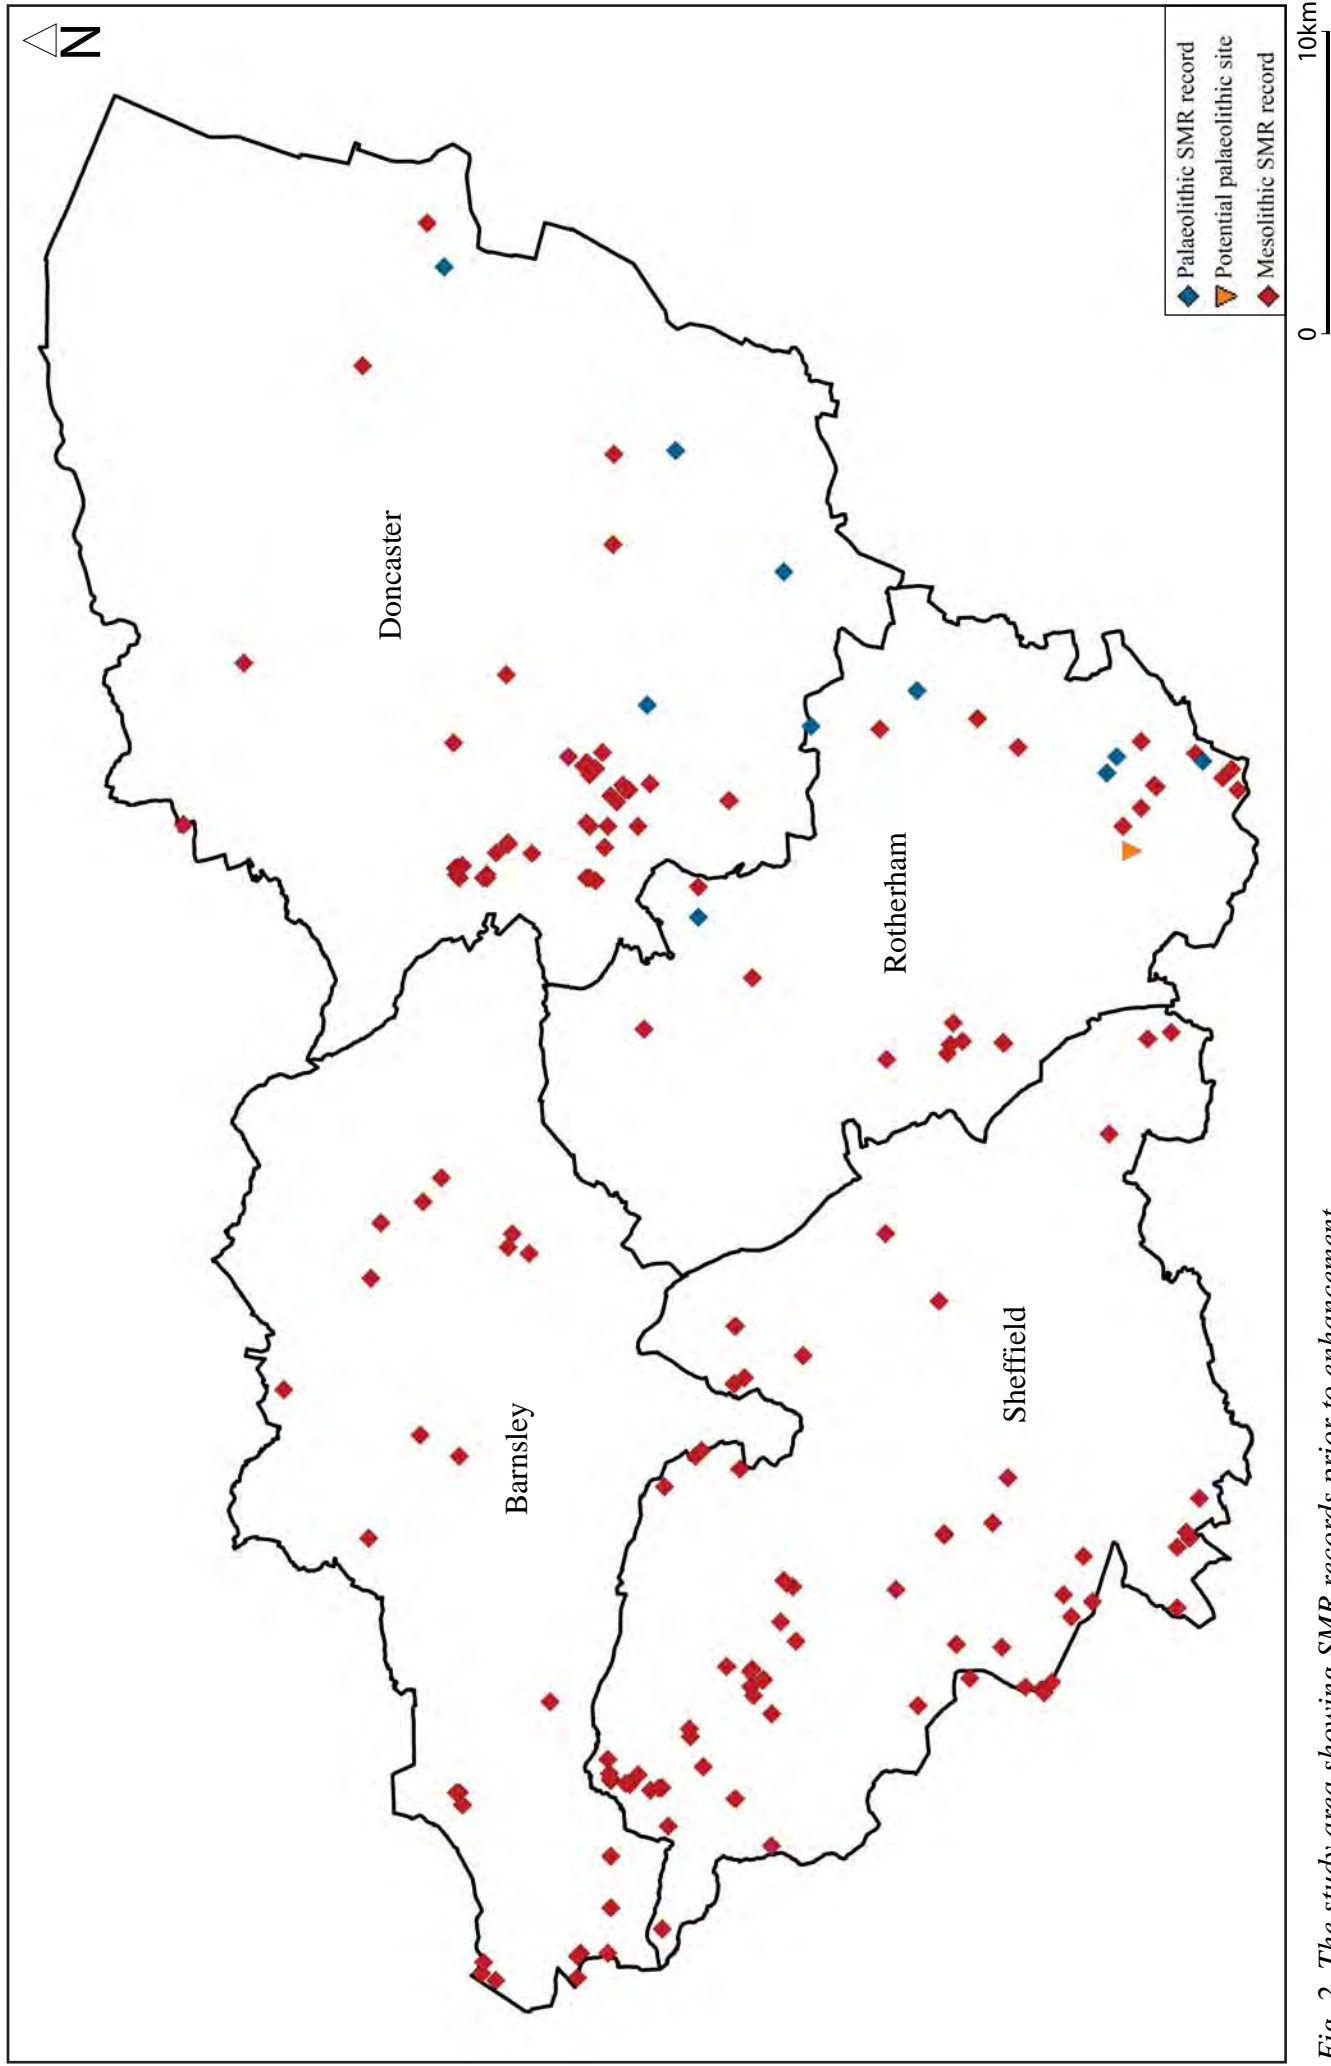 N
Doncaster
Barnsley
Rotherham
Sheffield
Palaeolithic SMR record
Potential palaeolithic site
Mesolithic SMR record
0 10km
Fig. 2 The study area showing SMR records prior to enhancement